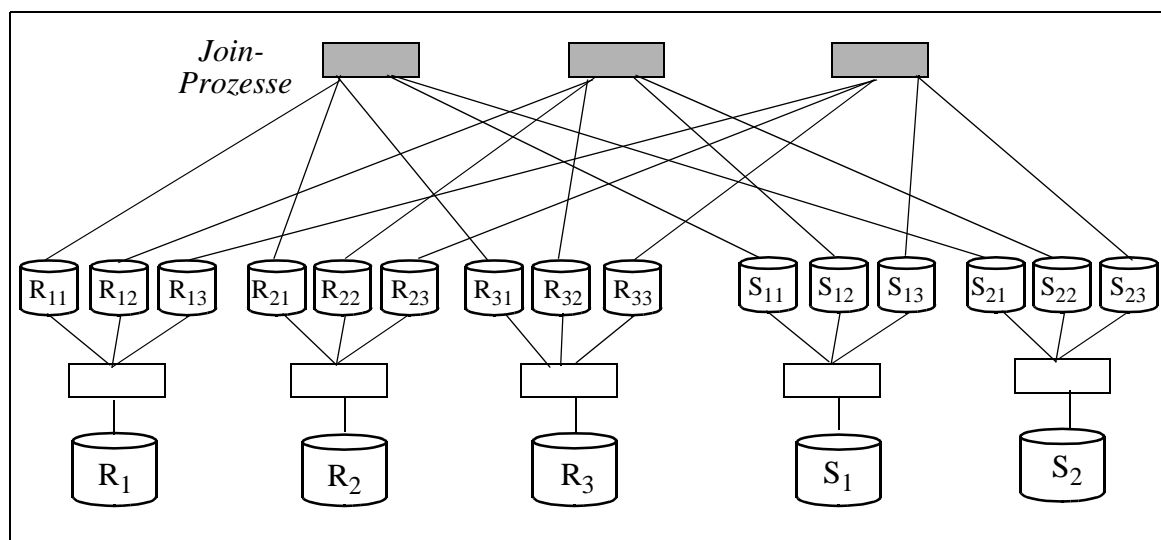 Join-
Prozesse
R11 R12 R13 R21 R22 R23 R31 R32 R33 S11 S12 S13 S21 S22 S23
R1 R2 R3 S1 S2